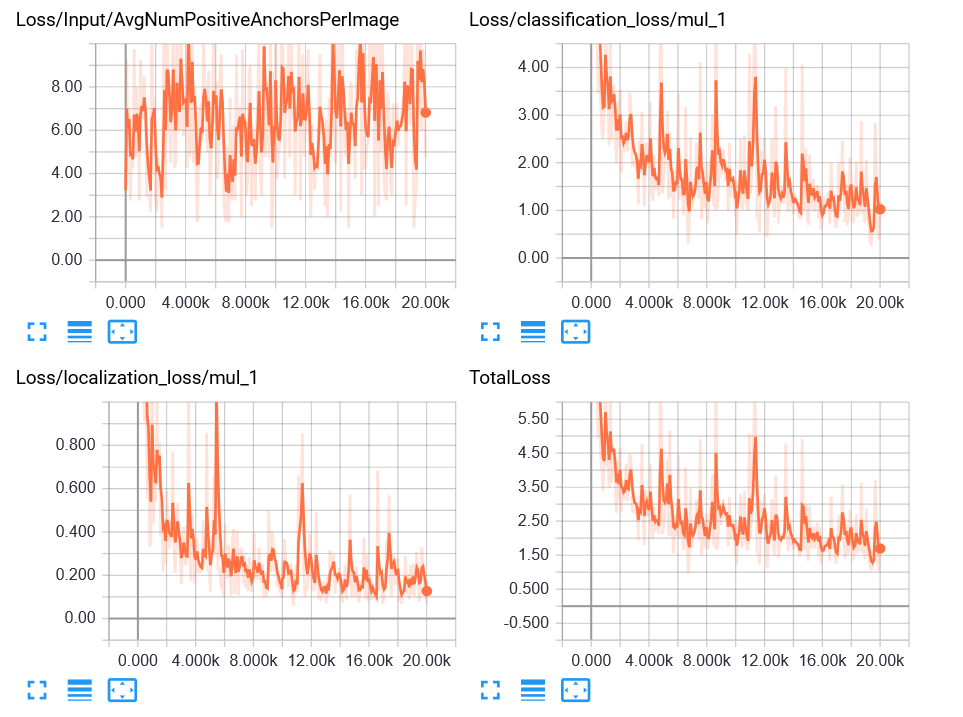 Loss/Input/AvgNumPositiveAnchorsPerImage
8.00
6.00
4.00
2.00
0.00
0.000 4.000k 8.000k 12.00k 16.00k 20.00k
Loss/classification_loss/mul_1
4.00
3.00
2.00
1.00
0.00
0.000 4.000k 8.000k 12.00k 16.00k 20.00k
Loss/localization_loss/mul_1
0.800
0.600
0.400
0.200
0.00
0.000 4.000k 8.000k 12.00k 16.00k 20.00k
TotalLoss
5.50
4.50
3.50
2.50
1.50
0.500
-0.500
0.000 4.000k 8.000k 12.00k 16.00k 20.00k